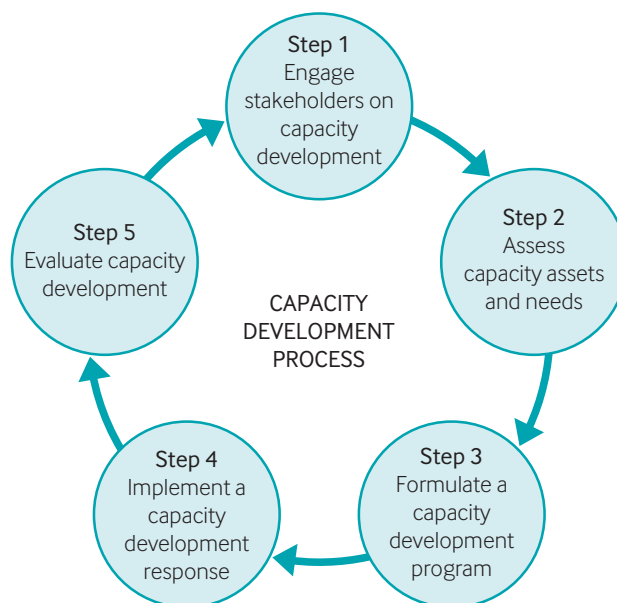 Step 1
Engage
stakeholders on
capacity
development
Step 2
Assess
capacity assets
and needs
Step 3
Formulate a
capacity
development
program
Step 4
Implement a
capacity
development
response
Step 5
Evaluate capacity
development
CAPACITY
DEVELOPMENT
PROCESS